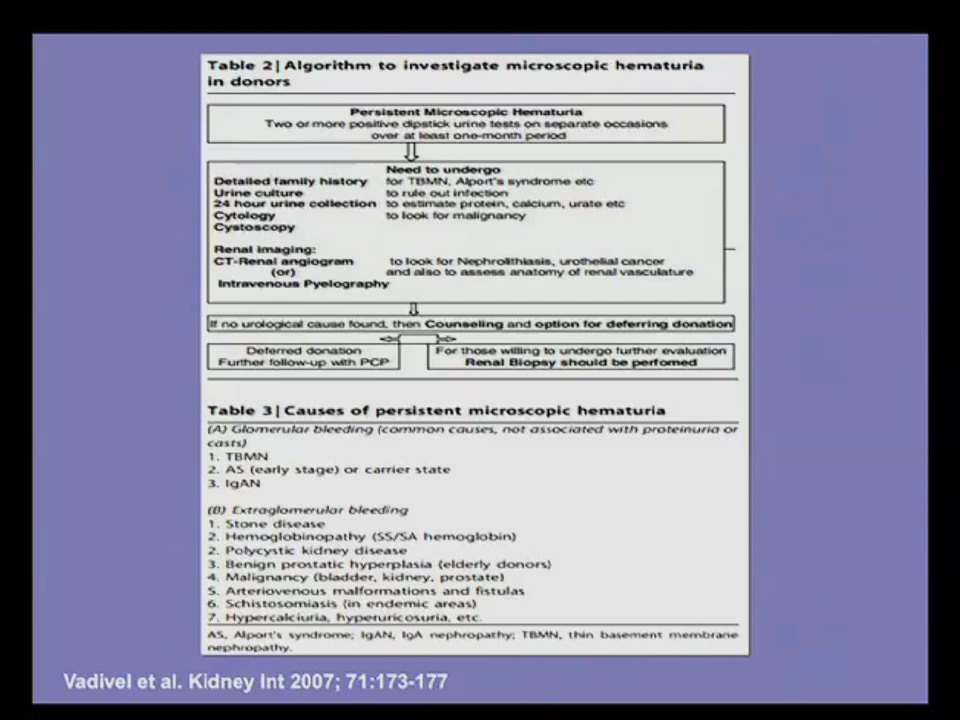 Table 2| Algorithm to investigate microscopic hematuria
in donors
Persistent Microscopic Hematuria
Two or more positive dipstick urine tests on separate occasions
over at least one-month period
Need to undergo
Detailed family history for TBMN, Alport's syndrome etc
Urine culture to rule out infection
24 hour urine collection to estimate protein, calcium, urate etc
Cytology to look for malignancy
Cystoscopy
Renal imaging:
CT-Renal angiogram to look for Nephrolithiasis, urothelial cancer
(or) and also to assess anatomy of renal vasculature
Intravenous Pyelography
If no urological cause found, then Counseling and option for deferring donation
Deferred donation
Further follow-up with PCP
For those willing to undergo further evaluation
Renal Biopsy should be perfomed
Table 3| Causes of persistent microscopic hematuria
(A) Glomerular bleeding (common causes, not associated with proteinuria or
casts)
1. TBMN
2. AS (early stage) or carrier state
3. IgAN
(B) Extraglomerular bleeding
1. Stone disease
2. Hemoglobinopathy (SS/SA hemoglobin)
2. Polycystic kidney disease
3. Benign prostatic hyperplasia (elderly donors)
4. Malignancy (bladder, kidney, prostate)
5. Arteriovenous malformations and fistulas
6. Schistosomiasis (in endemic areas)
7. Hypercalciuria, hyperuricosuria, etc.
AS, Alport's syndrome; IgAN, IgA nephropathy; TBMN, thin basement membrane
nephropathy.
Vadivel et al. Kidney Int 2007; 71:173-177